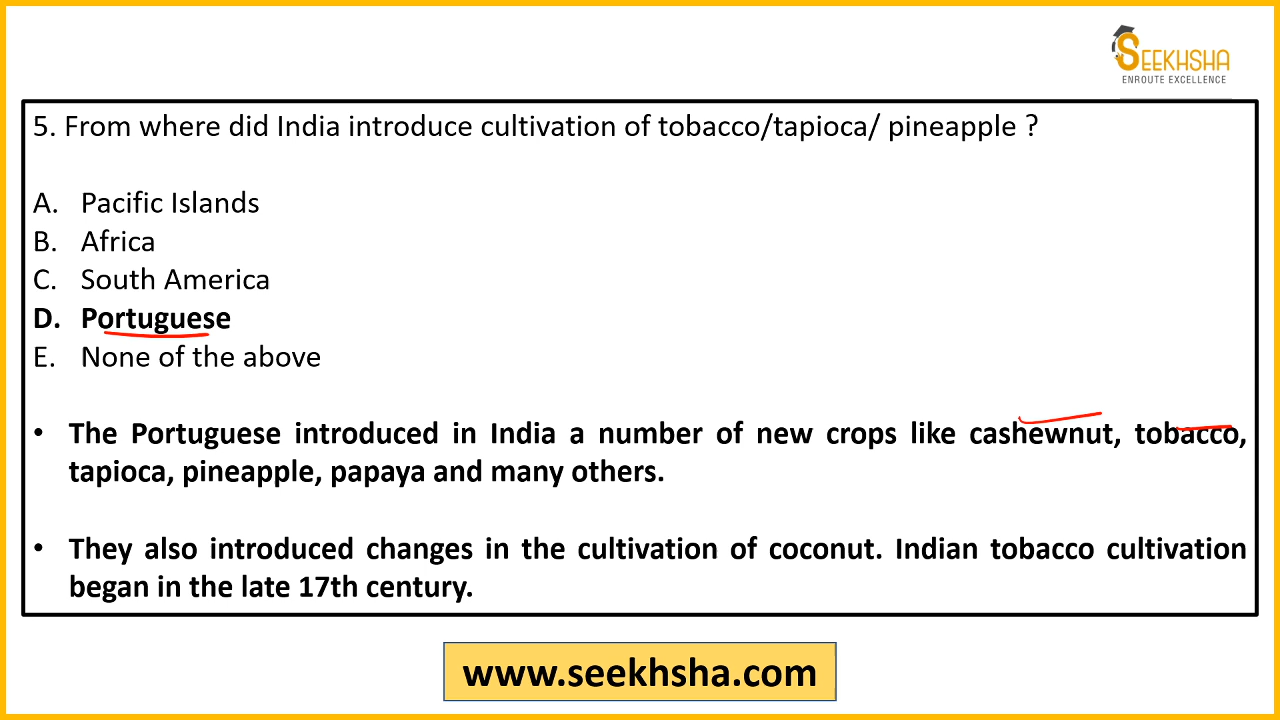 SEEKHSHA
ENROUTE EXCELLENCE
5. From where did India introduce cultivation of tobacco/tapioca/ pineapple ?
A. Pacific Islands
B. Africa
C. South America
D. Portuguese
E. None of the above
• The Portuguese introduced in India a number of new crops like cashewnut, tobacco,
tapioca, pineapple, papaya and many others.
• They also introduced changes in the cultivation of coconut. Indian tobacco cultivation
began in the late 17th century.
www.seekhsha.com